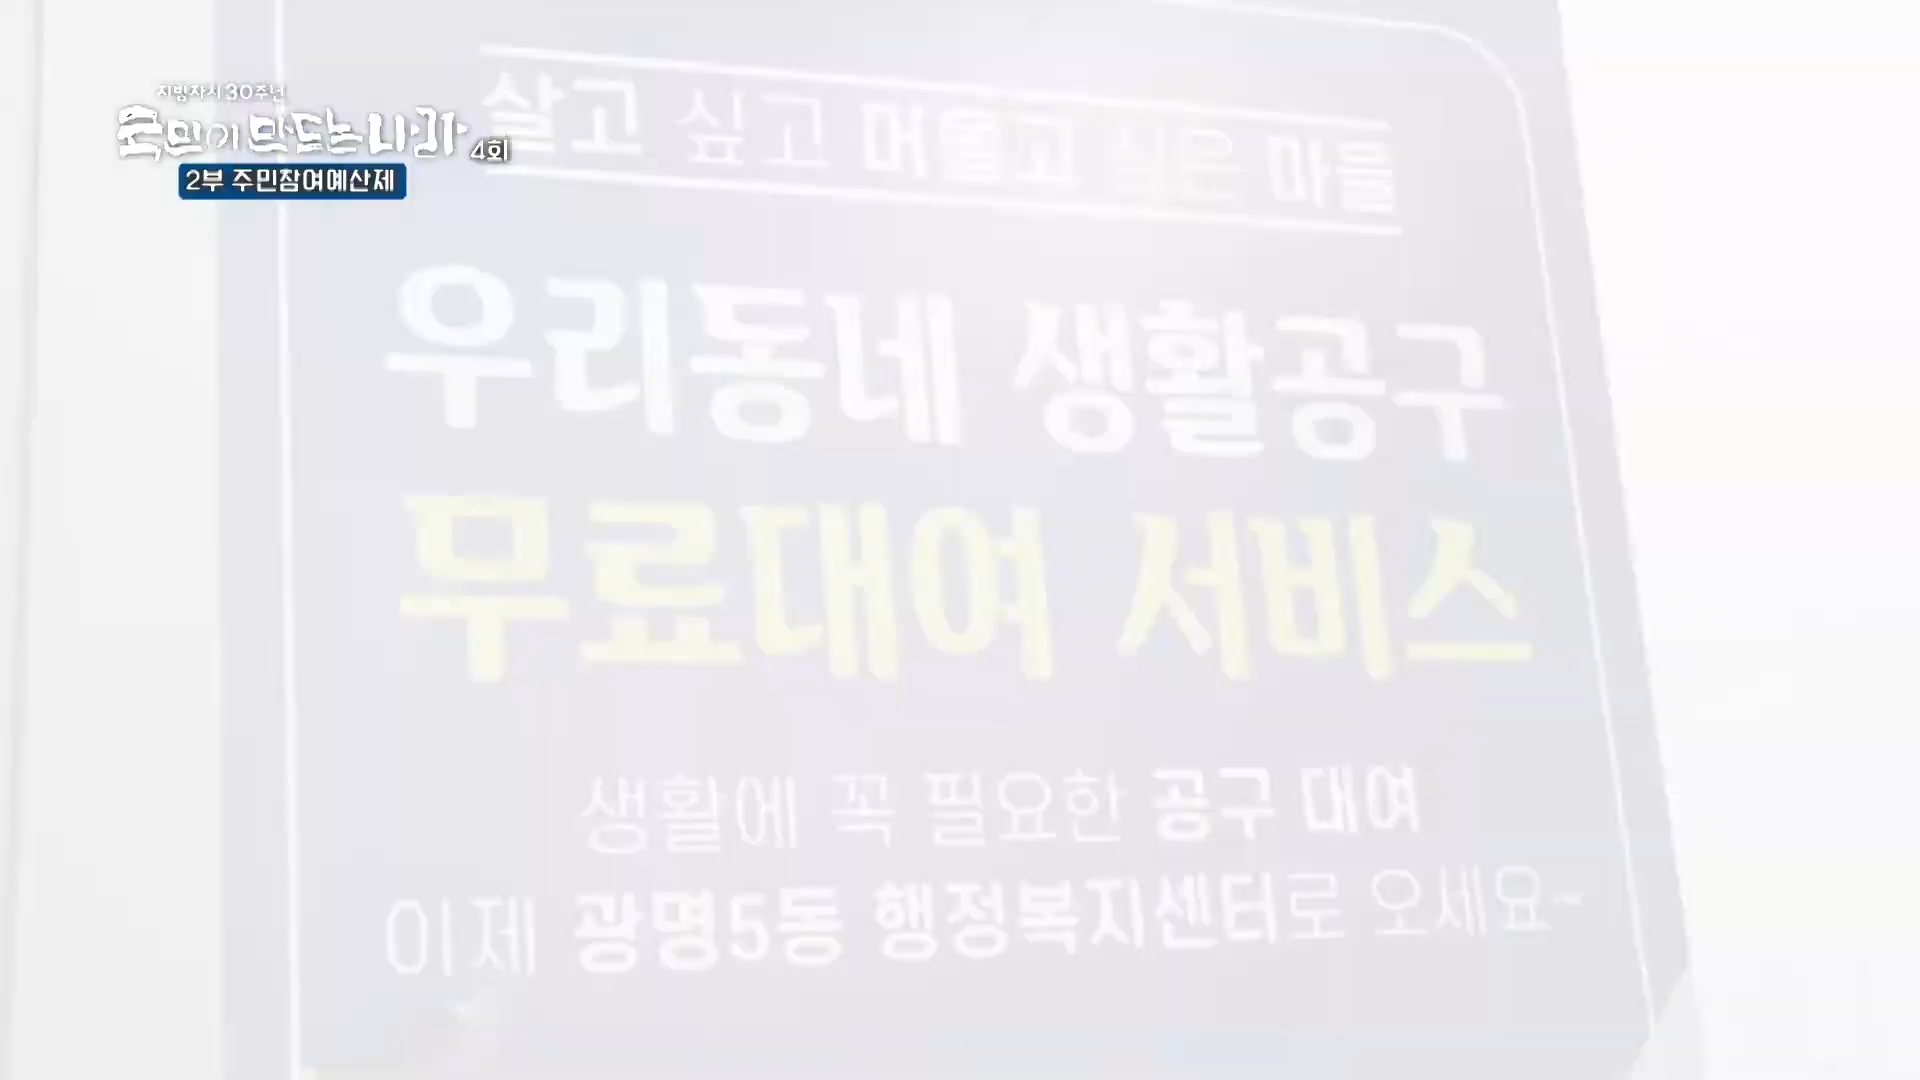 지방자치 30주년
국민이 만드는 나라 4회
2부 주민참여예산제
살고 싶고 머물고 싶은 마을
우리동네 생활공구
무료대여 서비스
생활에 꼭 필요한 공구 대여
이제 광명5동 행정복지센터로 오세요~